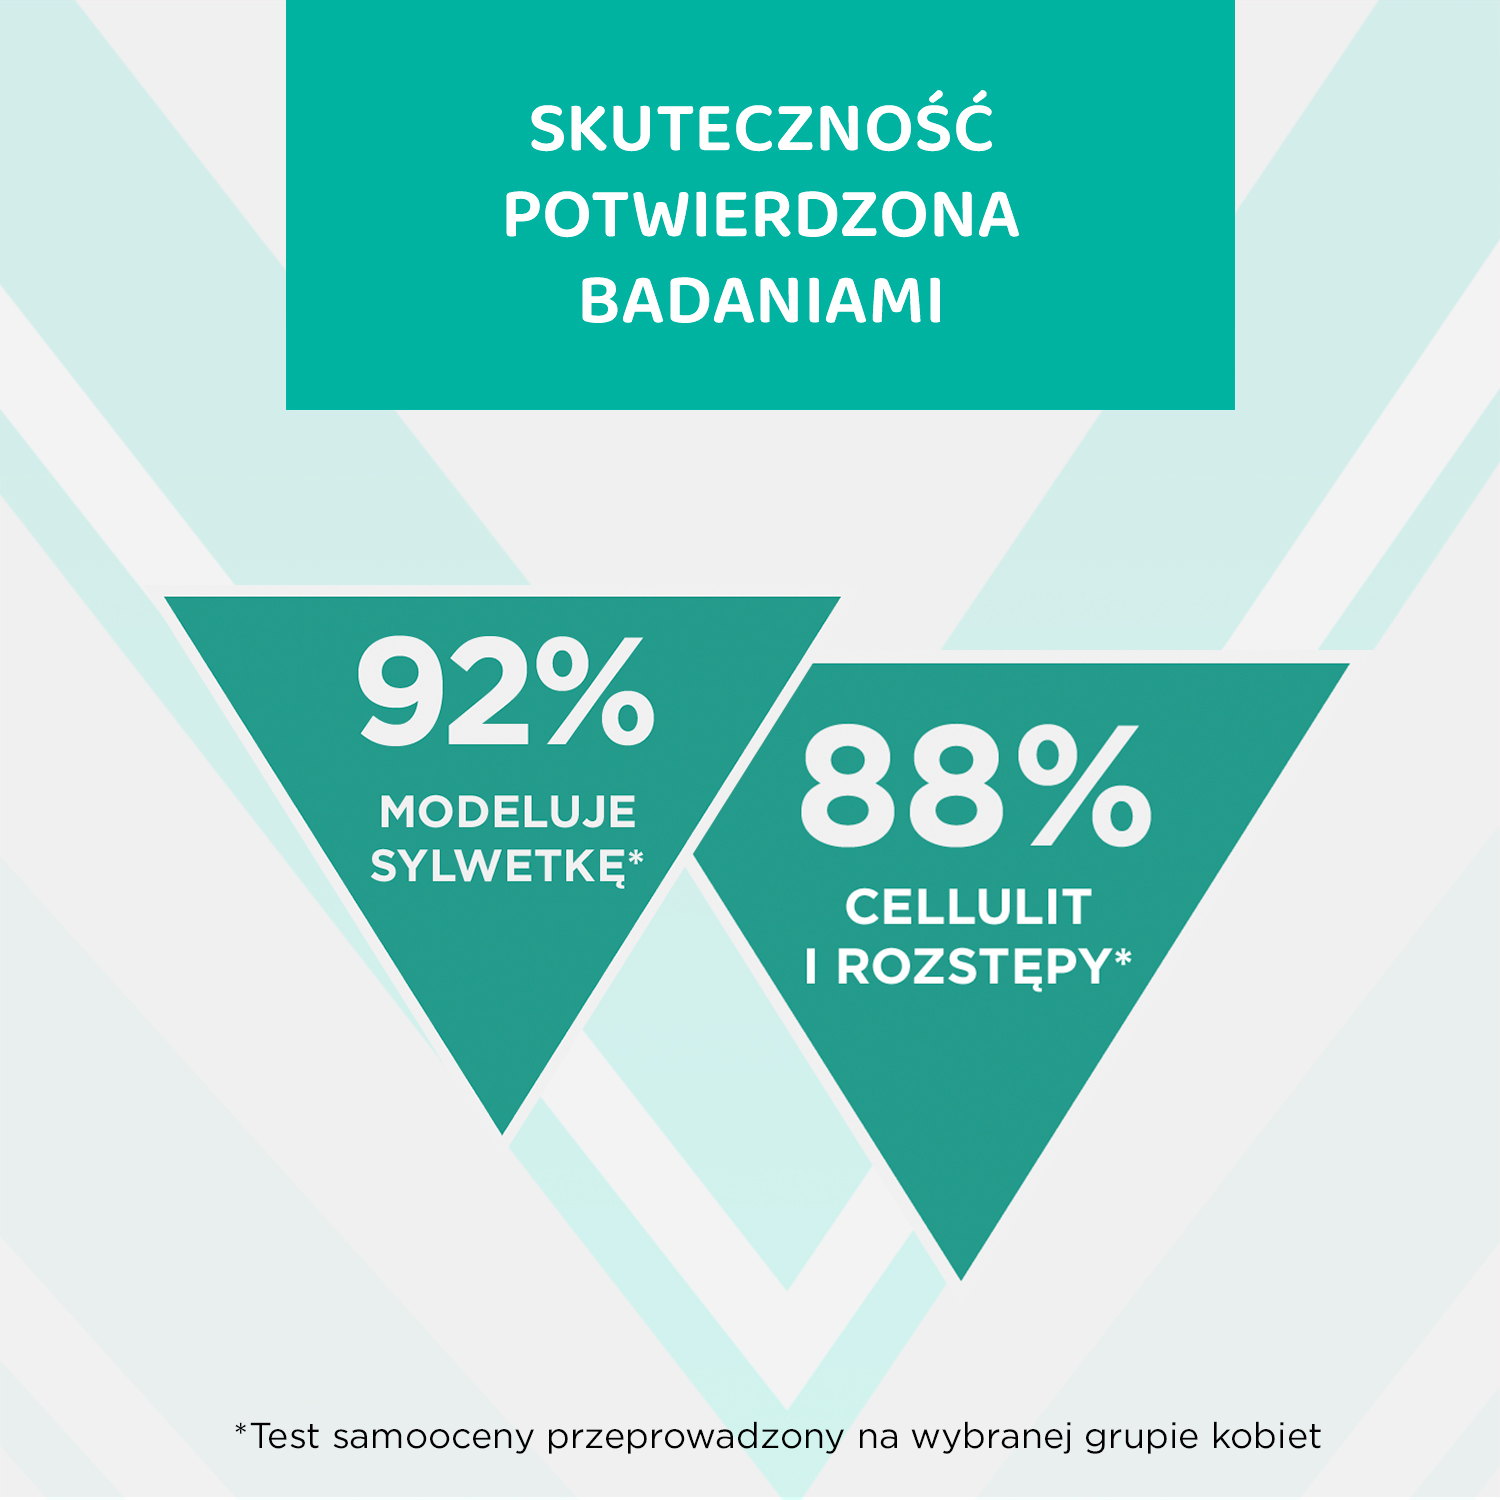 SKUTECZNOŚĆ
POTWIERDZONA
BADANIAMI
92%
MODELUJE
SYLWETKĘ*
88%
CELLULIT
I ROZSTĘPY*
*Test samooceny przeprowadzony na wybranej grupie kobiet